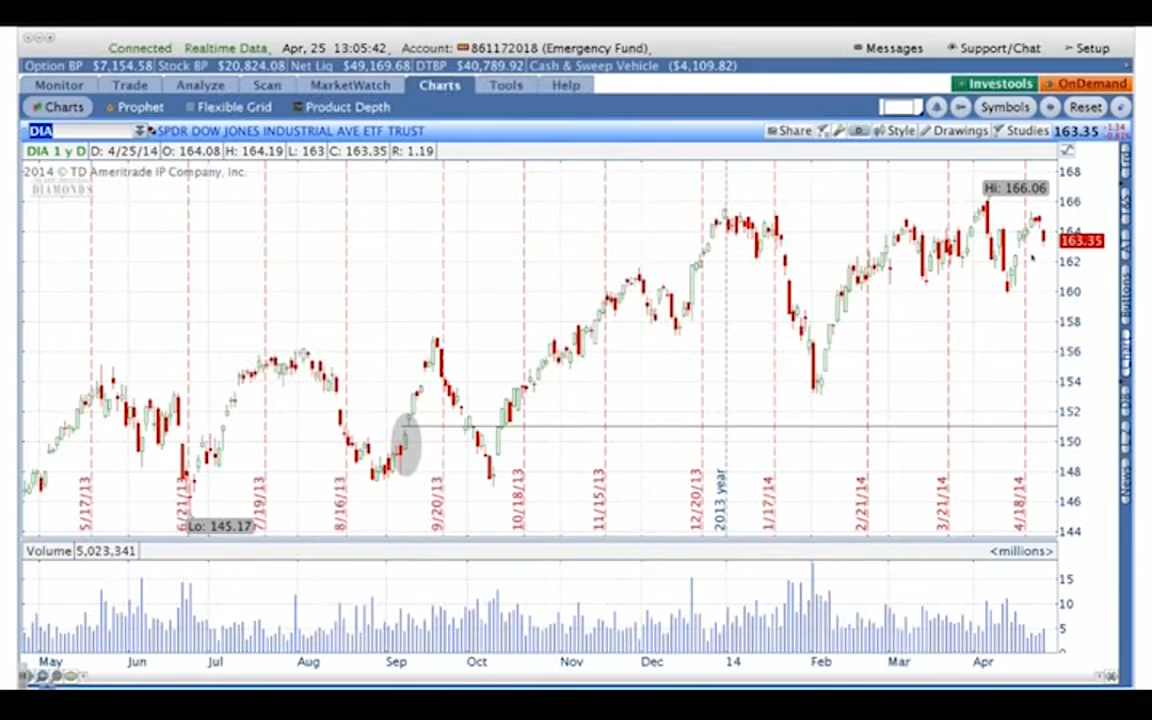 Connected Realtime Data Apr, 25 13:05:42 Account: 861172018 (Emergency Fund) Messages Support/Chat Setup
Option BP $7,154.58 Stock BP $20,824.08 Net Liq $49,169.68 DTBP $40,789.92 Cash & Sweep Vehicle ($4,109.82)
Monitor Trade Analyze Scan MarketWatch Charts Tools Help Investools OnDemand
Charts Prophet Flexible Grid Product Depth Symbols Reset
DIA SPDR DOW JONES INDUSTRIAL AVE ETF TRUST Share Style Drawings Studies 163.35
DIA 1 y D D: 4/25/14 O: 164.08 H: 164.19 L: 163 C: 163.35 R: 1.19
2014 © TD Ameritrade IP Company, Inc.
DIAMONDS
168
Hi: 166.06
166
164
163.35
162
160
158
156
154
152
150
148
146
144
5/17/13 6/21/13 7/19/13 8/16/13 9/20/13 10/18/13 11/15/13 12/20/13 2013 year 1/17/14 2/21/14 3/21/14 4/18/14
Lo: 145.17
Volume 5,023,341 <millions>
15
10
5
May Jun Jul Aug Sep Oct Nov Dec 14 Feb Mar Apr
Buttons
News